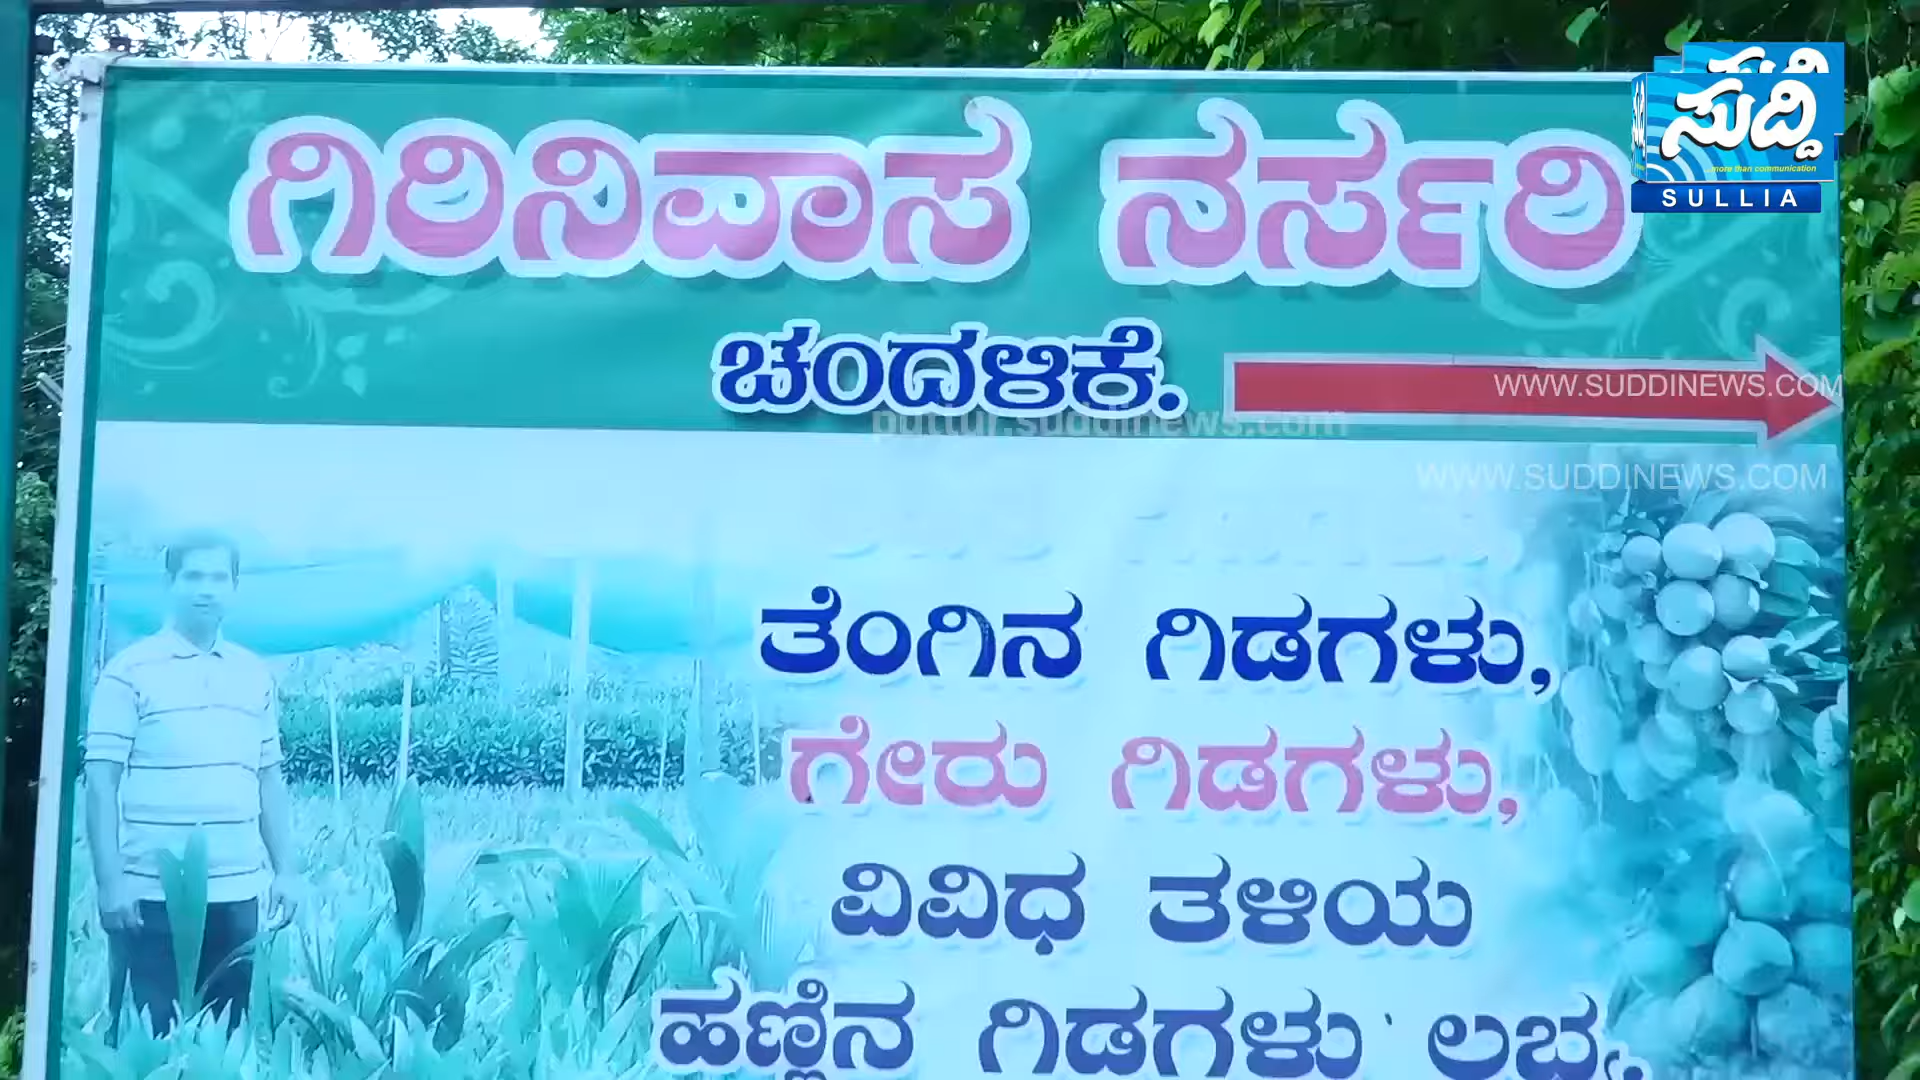 ಸುದ್ದಿ
...more than communication
SULLIA
ಗಿರಿನಿವಾಸ ನರ್ಸರಿ
ಚಂದಳಿಕೆ.
WWW.SUDDINEWS.COM
puttur.suddinews.com
WWW.SUDDINEWS.COM
ತೆಂಗಿನ ಗಿಡಗಳು,
ಗೇರು ಗಿಡಗಳು,
ವಿವಿಧ ತಳಿಯ
ಹಣ್ಣಿನ ಗಿಡಗಳು ಲಭ್ಯ.